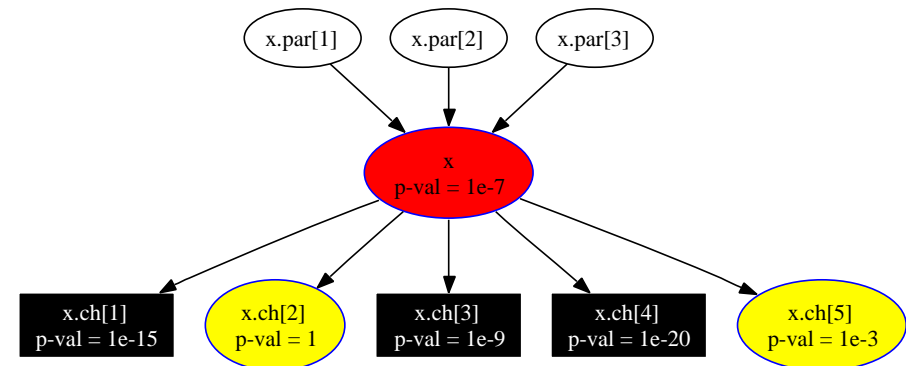 x.par[1] x.par[2] x.par[3]
x
p-val = 1e-7
x.ch[1] x.ch[2] x.ch[3] x.ch[4] x.ch[5]
p-val = 1e-15 p-val = 1 p-val = 1e-9 p-val = 1e-20 p-val = 1e-3